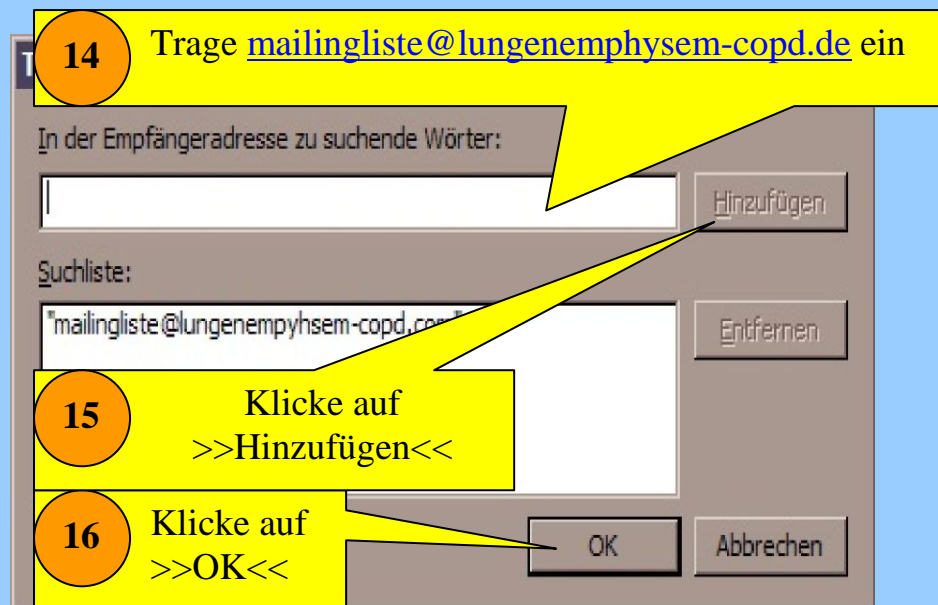 14 Trage mailingliste@lungenemphysem-copd.de ein
In der Empfängeradresse zu suchende Wörter:
Hinzufügen
Suchliste:
"mailingliste@lungenempyhsem-copd.com"
Entfernen
15 Klicke auf
>>Hinzufügen<<
16 Klicke auf
>>OK<<
OK Abbrechen